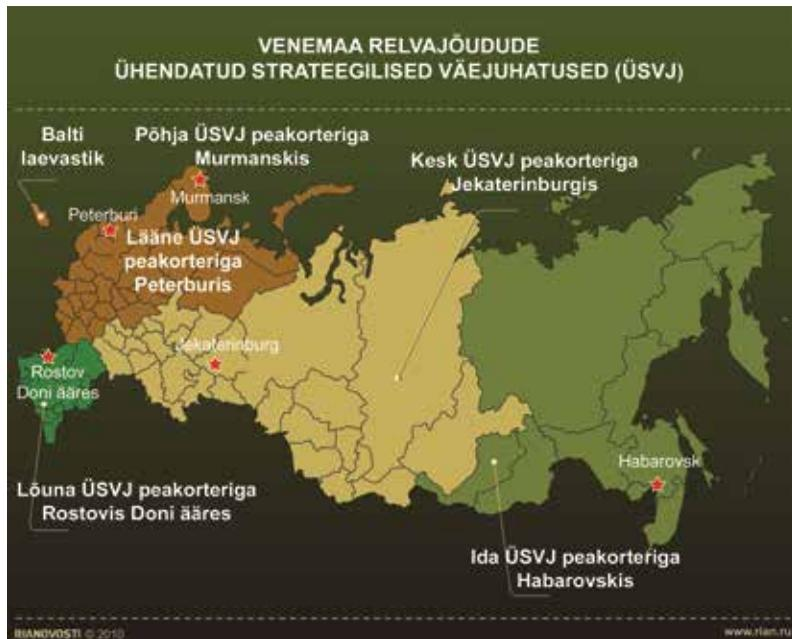 VENEMAA RELVAJÕUDUDE
ÜHENDATUD STRATEEGILISED VÄEJUHATUSED (ÜSVJ)
Balti
laevastik
Põhja ÜSVJ peakorteriga
Murmanskis
Kesk ÜSVJ peakorteriga
Jekaterinburgis
Murmansk
Peterburi
Lääne ÜSVJ
peakorteriga
Peterburis
Jekaterinburg
Rostov
Doni ääres
Habarovsk
Lõuna ÜSVJ peakorteriga
Rostovis Doni ääres
Ida ÜSVJ peakorteriga
Habarovskis
RIANOVOSTI © 2010
www.rian.ru